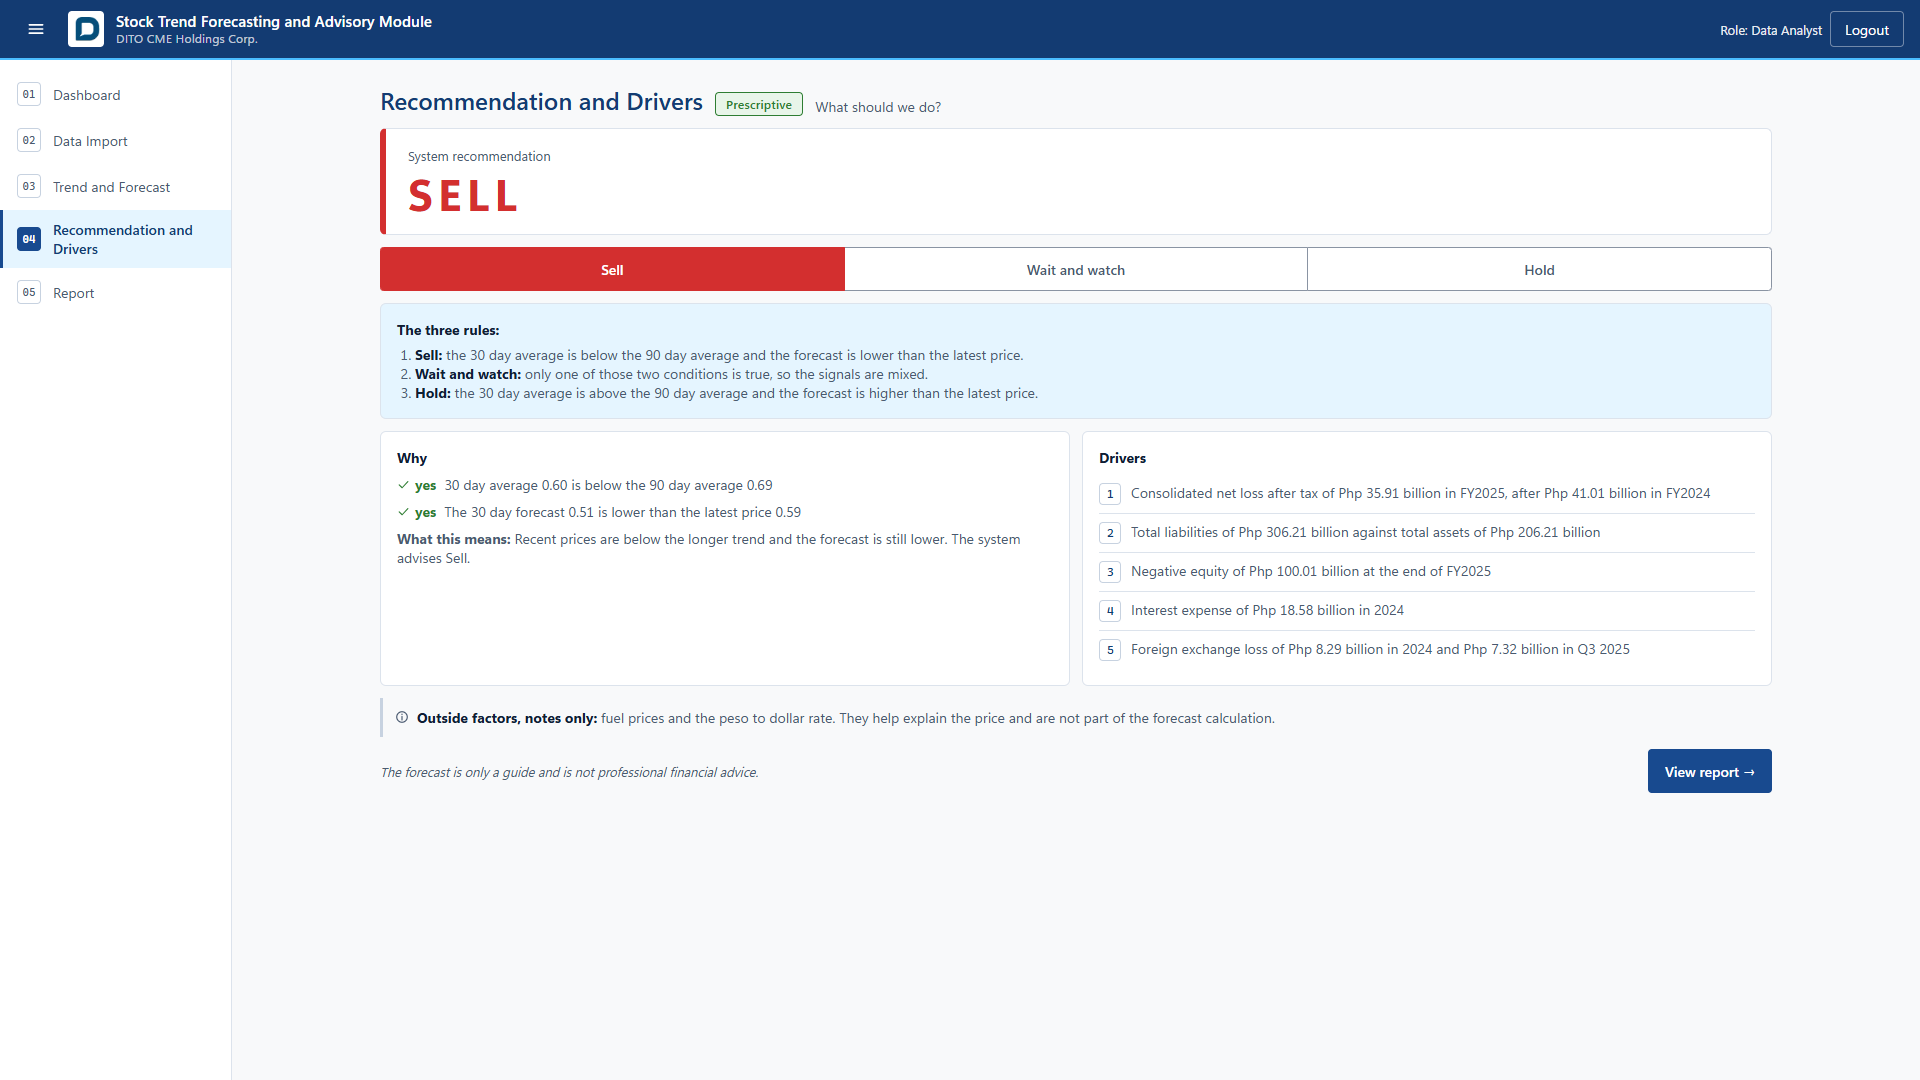 Stock Trend Forecasting and Advisory Module
DITO CME Holdings Corp.
Role: Data Analyst
Logout
01 Dashboard
02 Data Import
03 Trend and Forecast
04 Recommendation and
Drivers
05 Report
Recommendation and Drivers
Prescriptive
What should we do?
System recommendation
SELL
Sell
Wait and watch
Hold
The three rules:
1. Sell: the 30 day average is below the 90 day average and the forecast is lower than the latest price.
2. Wait and watch: only one of those two conditions is true, so the signals are mixed.
3. Hold: the 30 day average is above the 90 day average and the forecast is higher than the latest price.
Why
✓ yes 30 day average 0.60 is below the 90 day average 0.69
✓ yes The 30 day forecast 0.51 is lower than the latest price 0.59
What this means: Recent prices are below the longer trend and the forecast is still lower. The system
advises Sell.
Drivers
1 Consolidated net loss after tax of Php 35.91 billion in FY2025, after Php 41.01 billion in FY2024
2 Total liabilities of Php 306.21 billion against total assets of Php 206.21 billion
3 Negative equity of Php 100.01 billion at the end of FY2025
4 Interest expense of Php 18.58 billion in 2024
5 Foreign exchange loss of Php 8.29 billion in 2024 and Php 7.32 billion in Q3 2025
Outside factors, notes only: fuel prices and the peso to dollar rate. They help explain the price and are not part of the forecast calculation.
The forecast is only a guide and is not professional financial advice.
View report →